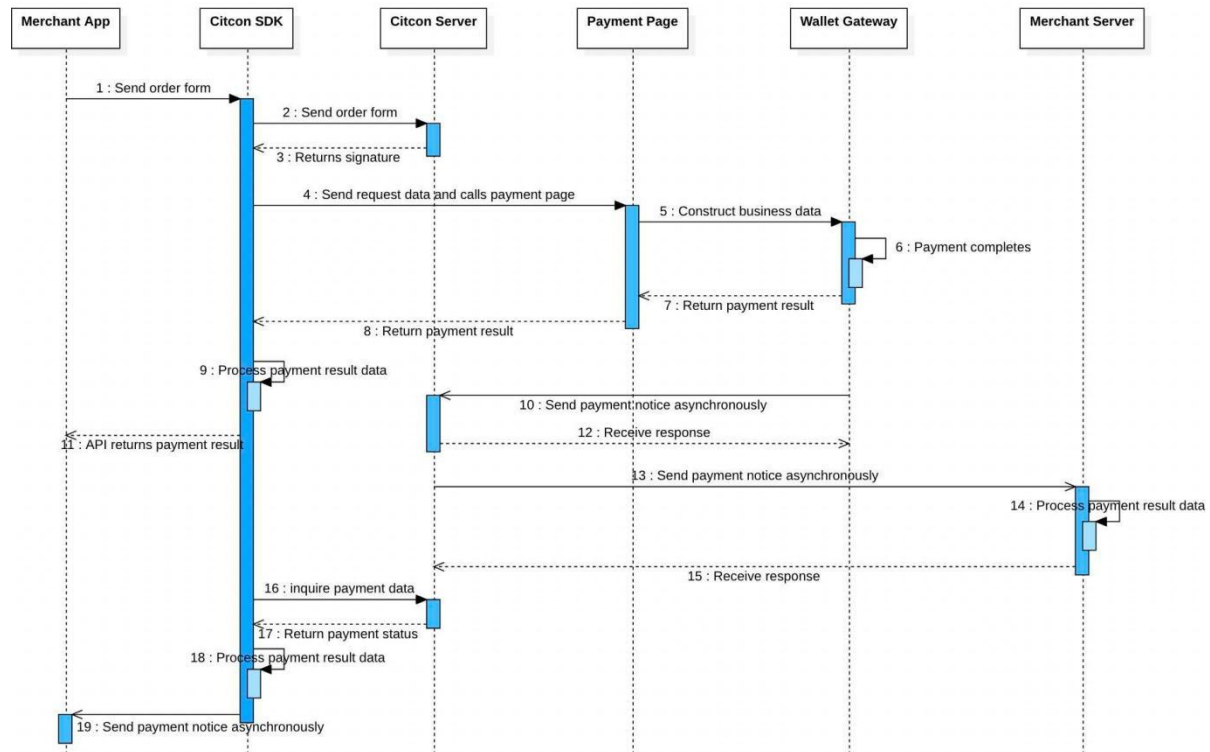 Merchant App
Citcon SDK
Citcon Server
Payment Page
Wallet Gateway
Merchant Server
1 : Send order form
2 : Send order form
3 : Returns signature
4 : Send request data and calls payment page
5 : Construct business data
6 : Payment completes
7 : Return payment result
8 : Return payment result
9 : Process payment result data
10 : Send payment notice asynchronously
11 : API returns payment result
12 : Receive response
13 : Send payment notice asynchronously
14 : Process payment result data
15 : Receive response
16 : inquire payment data
17 : Return payment status
18 : Process payment result data
19 : Send payment notice asynchronously